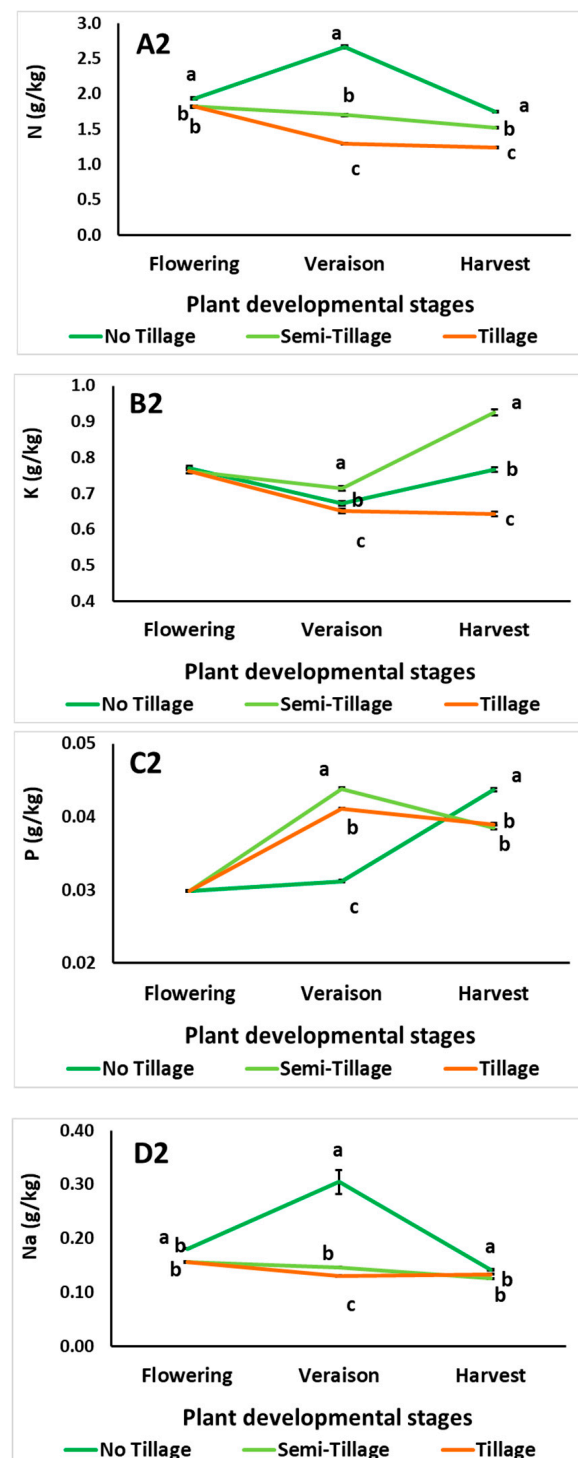 A2
N (g/kg)
3.0
2.5
2.0
1.5
1.0
0.5
0.0
a
b
b
a
b
c
a
b
c
Flowering Veraison Harvest
Plant developmental stages
No Tillage Semi-Tillage Tillage
B2
K (g/kg)
1.0
0.9
0.8
0.7
0.6
0.5
0.4
a
b
c
a
b
c
Flowering Veraison Harvest
Plant developmental stages
No Tillage Semi-Tillage Tillage
C2
P (g/kg)
0.05
0.04
0.03
0.02
a
b
c
a
b
b
Flowering Veraison Harvest
Plant developmental stages
No Tillage Semi-Tillage Tillage
D2
Na (g/kg)
0.40
0.30
0.20
0.10
0.00
a b
b
a
b
c
a
b
b
Flowering Veraison Harvest
Plant developmental stages
No Tillage Semi-Tillage Tillage